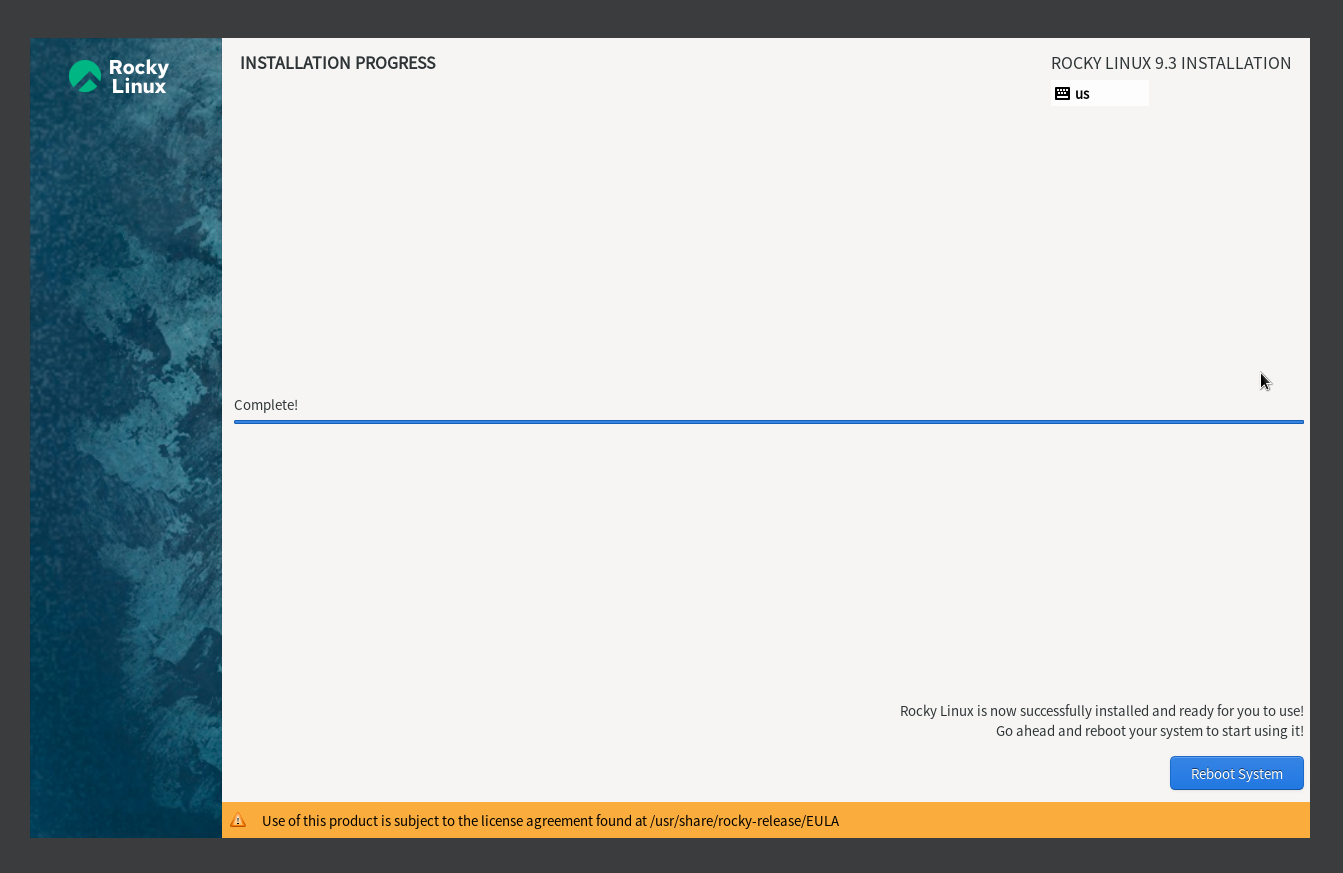 Rocky
Linux
INSTALLATION PROGRESS
ROCKY LINUX 9.3 INSTALLATION
us
Complete!
Rocky Linux is now successfully installed and ready for you to use!
Go ahead and reboot your system to start using it!
Reboot System
Use of this product is subject to the license agreement found at /usr/share/rocky-release/EULA